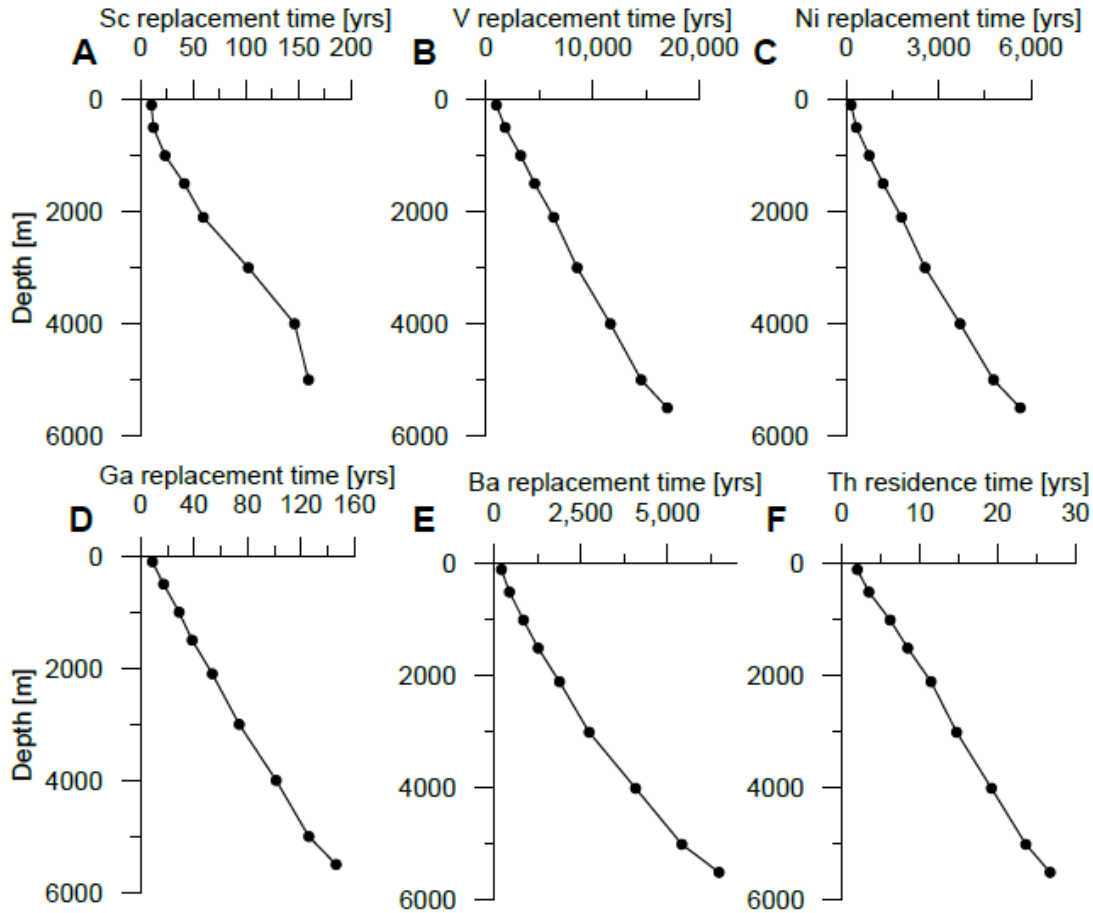 Sc replacement time [yrs]
0 50 100 150 200
A
0
2000
4000
6000
Depth [m]
V replacement time [yrs]
0 10,000 20,000
B
0
2000
4000
6000
Ni replacement time [yrs]
0 3,000 6,000
C
0
2000
4000
6000
Ga replacement time [yrs]
0 40 80 120 160
D
0
2000
4000
6000
Depth [m]
Ba replacement time [yrs]
0 2,500 5,000
E
0
2000
4000
6000
Th residence time [yrs]
0 10 20 30
F
0
2000
4000
6000